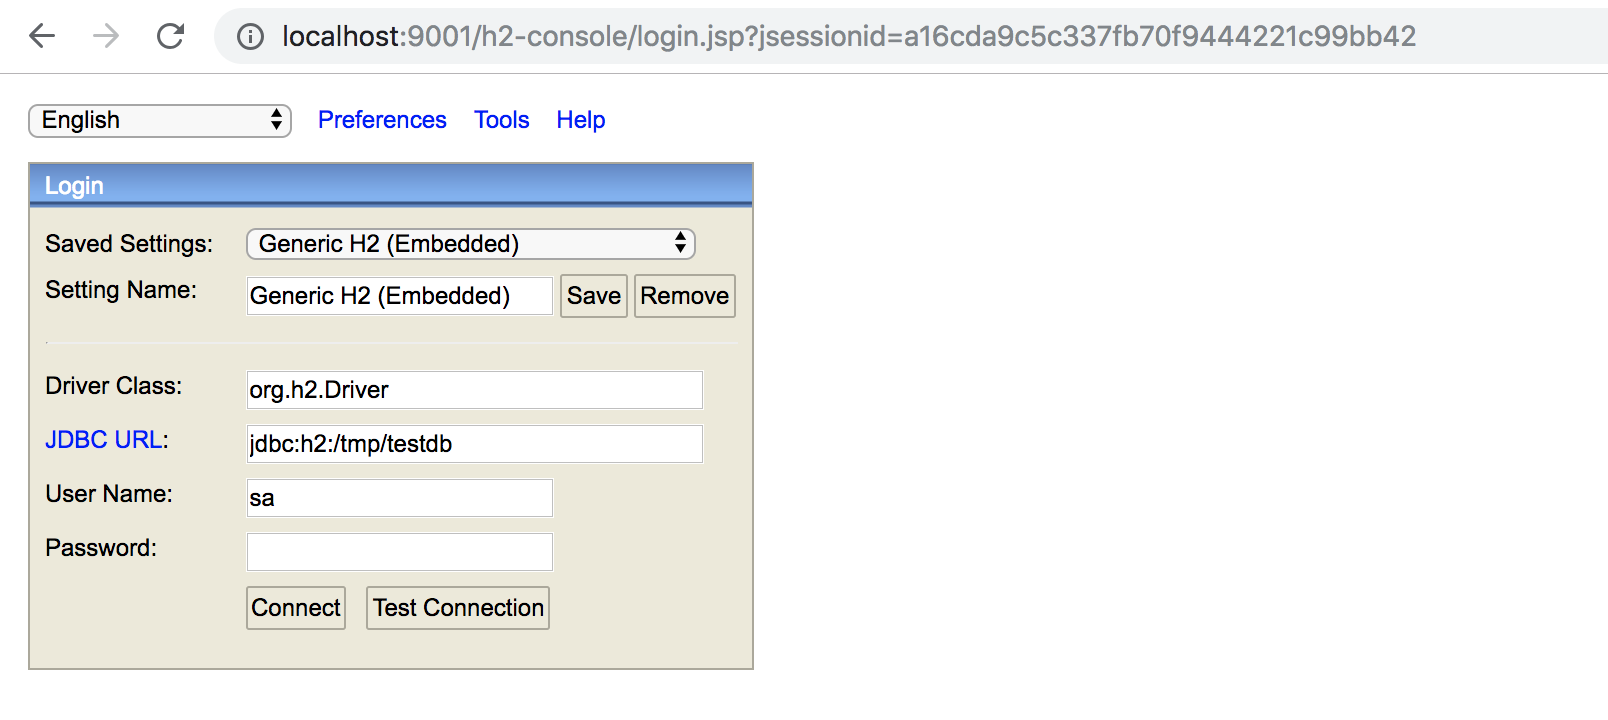 localhost:9001/h2-console/login.jsp?jsessionid=a16cda9c5c337fb70f9444221c99bb42
English Preferences Tools Help
Login
Saved Settings: Generic H2 (Embedded)
Setting Name: Generic H2 (Embedded) Save Remove
Driver Class: org.h2.Driver
JDBC URL: jdbc:h2:/tmp/testdb
User Name: sa
Password:
Connect Test Connection